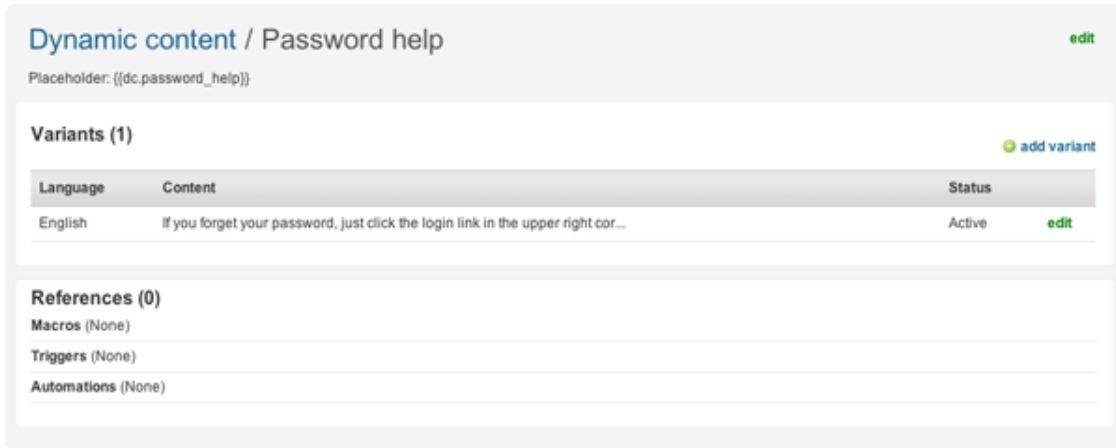 Dynamic content / Password help
edit
Placeholder: {{dc.password_help}}
Variants (1)
add variant
Language Content Status
English If you forget your password, just click the login link in the upper right cor... Active edit
References (0)
Macros (None)
Triggers (None)
Automations (None)